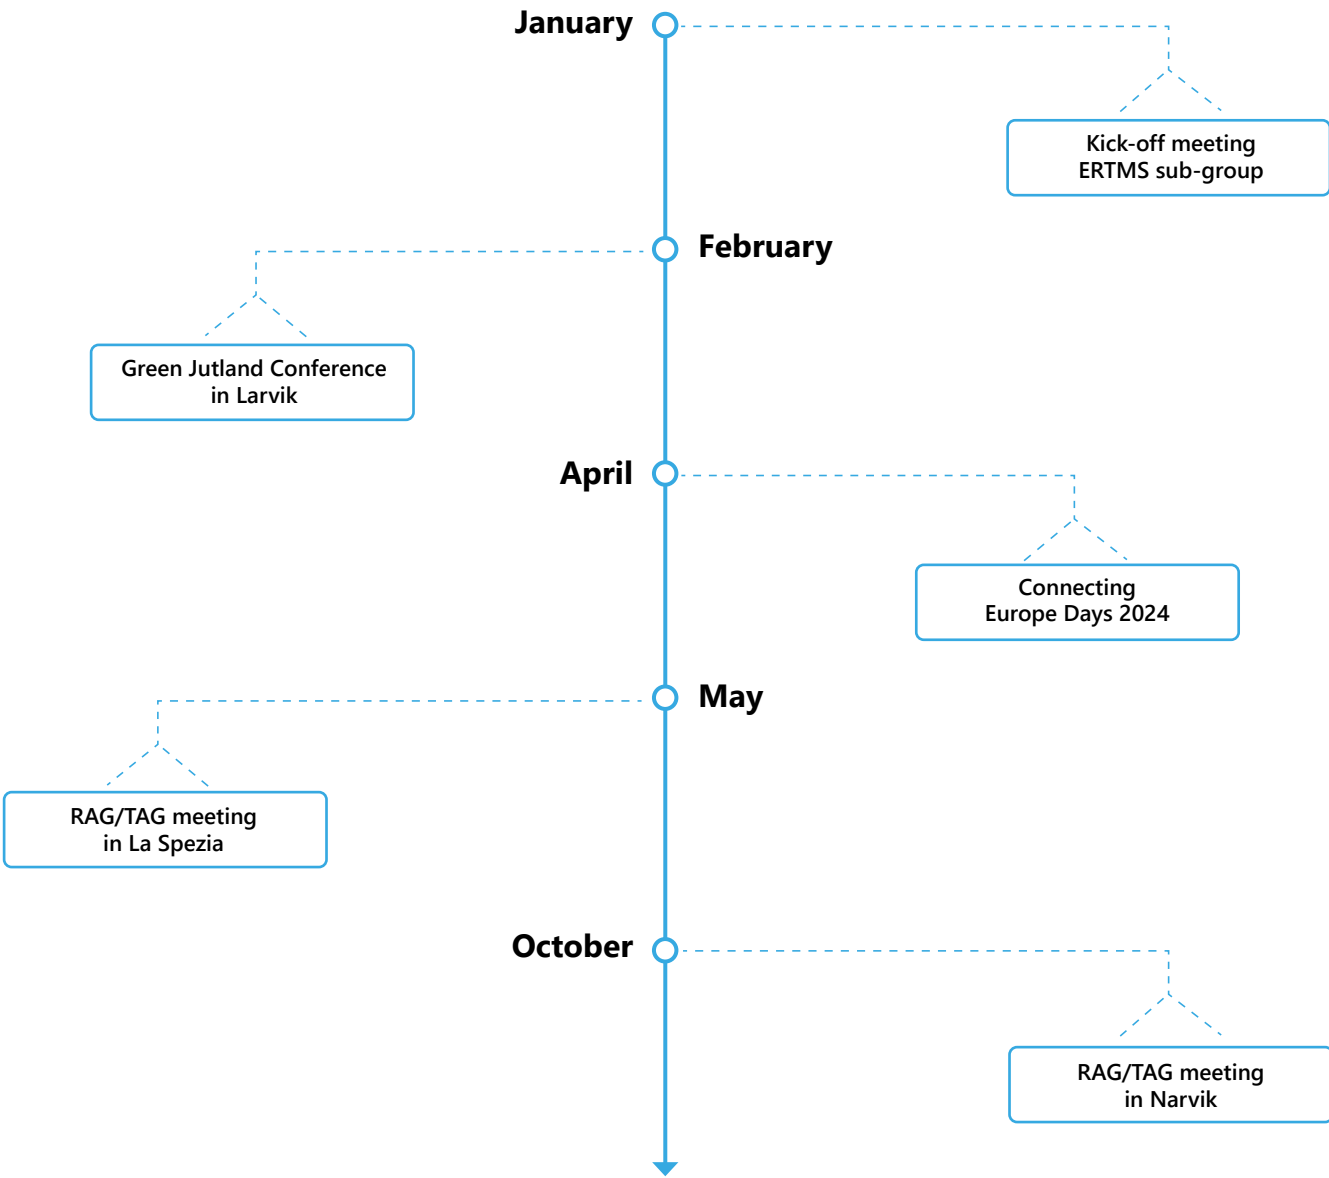 January
Kick-off meeting
ERTMS sub-group
February
Green Jutland Conference
in Larvik
April
Connecting
Europe Days 2024
May
RAG/TAG meeting
in La Spezia
October
RAG/TAG meeting
in Narvik